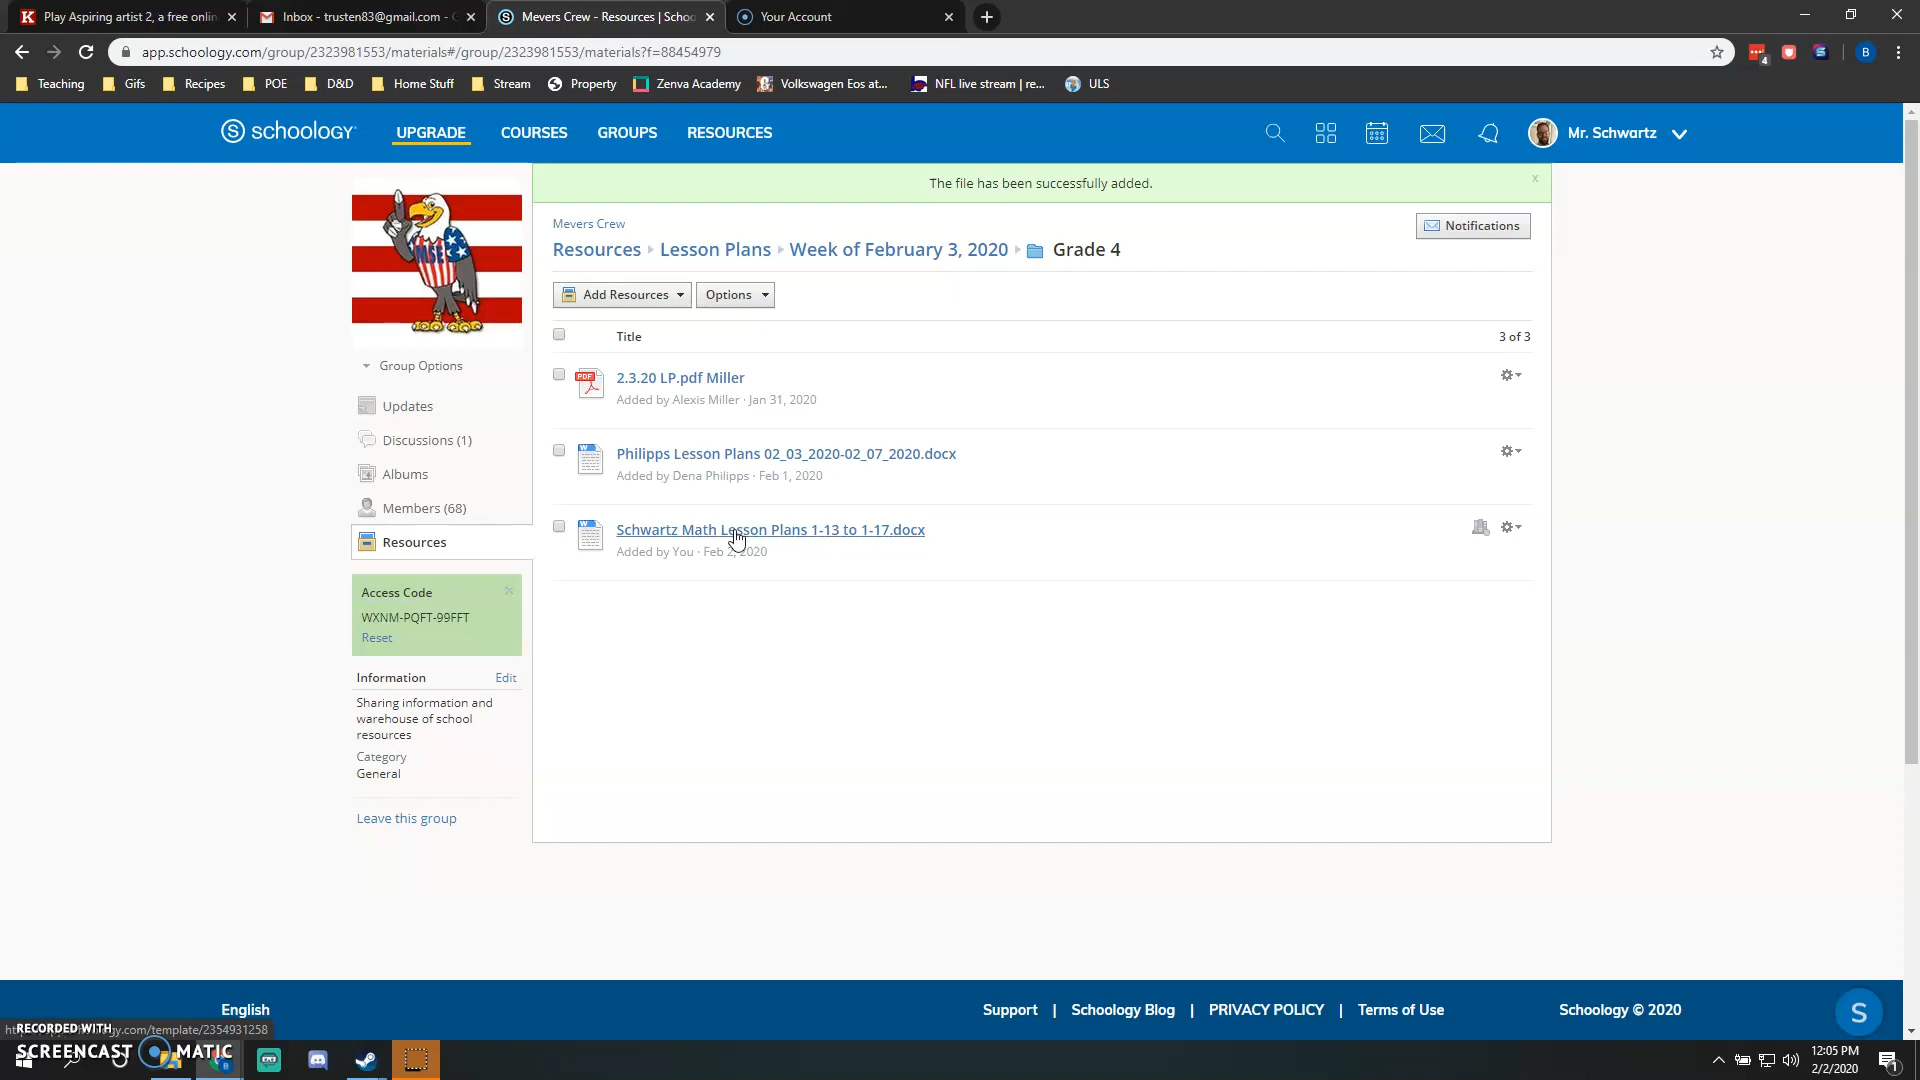 Play Aspiring artist 2, a free onlin
Inbox - trusten83@gmail.com - G
Mevers Crew - Resources | Schoo
Your Account
app.schoology.com/group/2323981553/materials#/group/2323981553/materials?f=88454979
Teaching Gifs Recipes POE D&D Home Stuff Stream Property Zenva Academy Volkswagen Eos at... NFL live stream | re... ULS
schoology UPGRADE COURSES GROUPS RESOURCES Mr. Schwartz
The file has been successfully added.
MSE
Mevers Crew
Notifications
Resources Lesson Plans Week of February 3, 2020 Grade 4
Add Resources Options
Title 3 of 3
2.3.20 LP.pdf Miller
Added by Alexis Miller · Jan 31, 2020
Philipps Lesson Plans 02_03_2020-02_07_2020.docx
Added by Dena Philipps · Feb 1, 2020
Schwartz Math Lesson Plans 1-13 to 1-17.docx
Added by You · Feb 2, 2020
Group Options
Updates
Discussions (1)
Albums
Members (68)
Resources
Access Code
WXNM-PQFT-99FFT
Reset
Information Edit
Sharing information and
warehouse of school
resources
Category
General
Leave this group
English Support | Schoology Blog | PRIVACY POLICY | Terms of Use Schoology © 2020
RECORDED WITH
SCREENCAST MATIC
12:05 PM
2/2/2020